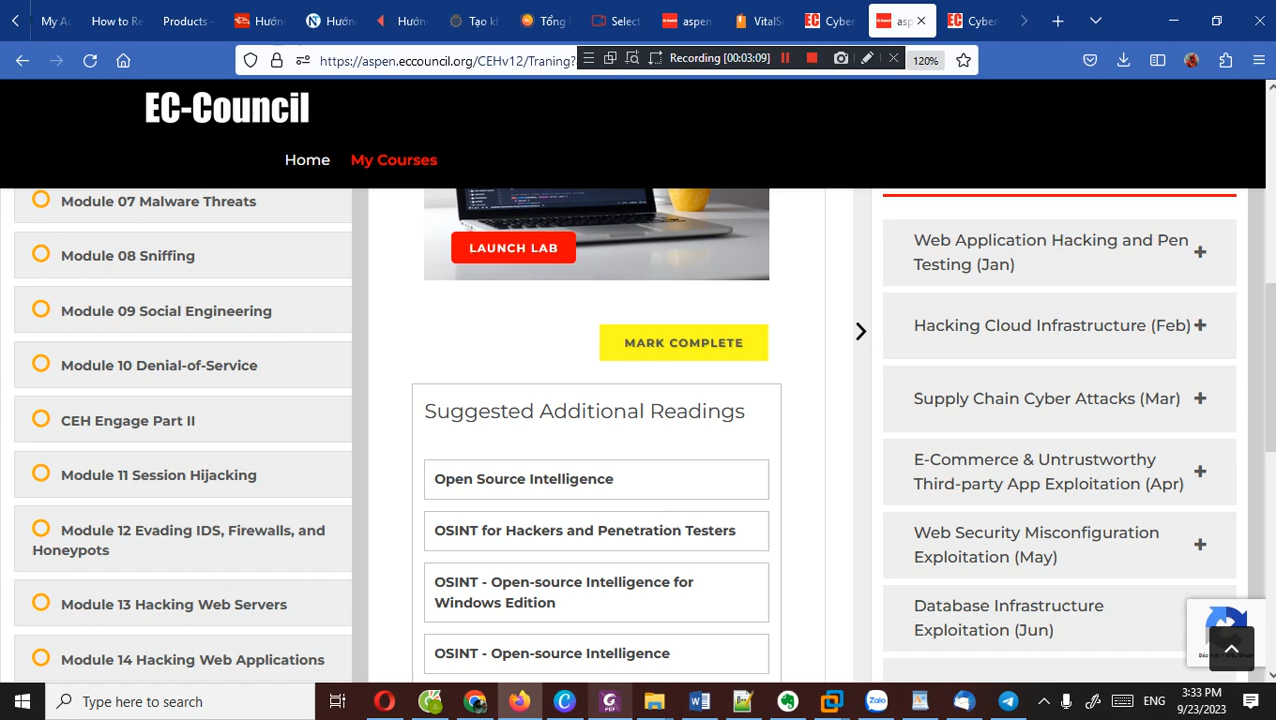 My Ac
How to Re
Products -
Hướn
Hướn
Hướn
Tạo k
Tổng
Select
aspen
VitalS
Cyber
asp
Cyber
https://aspen.eccouncil.org/CEHv12/Traning?
Recording [00:03:09]
120%
EC-Council
Home
My Courses
Module 07 Malware Threats
Module 08 Sniffing
Module 09 Social Engineering
Module 10 Denial-of-Service
CEH Engage Part II
Module 11 Session Hijacking
Module 12 Evading IDS, Firewalls, and
Honeypots
Module 13 Hacking Web Servers
Module 14 Hacking Web Applications
LAUNCH LAB
MARK COMPLETE
Suggested Additional Readings
Open Source Intelligence
OSINT for Hackers and Penetration Testers
OSINT - Open-source Intelligence for
Windows Edition
OSINT - Open-source Intelligence
Web Application Hacking and Pen
Testing (Jan)
Hacking Cloud Infrastructure (Feb)
Supply Chain Cyber Attacks (Mar)
E-Commerce & Untrustworthy
Third-party App Exploitation (Apr)
Web Security Misconfiguration
Exploitation (May)
Database Infrastructure
Exploitation (Jun)
Type here to search
ENG
3:33 PM
9/23/2023